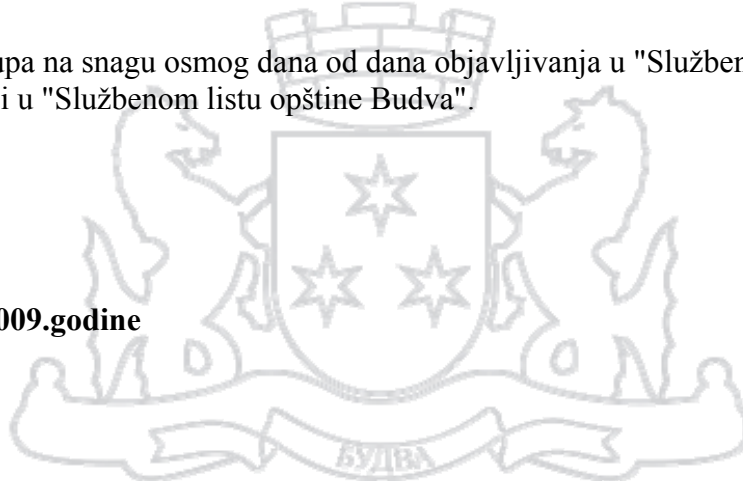 upa na snagu osmog dana od dana objavljivanja u "Služben
i u "Službenom listu opštine Budva".
009.godine
БУДВА